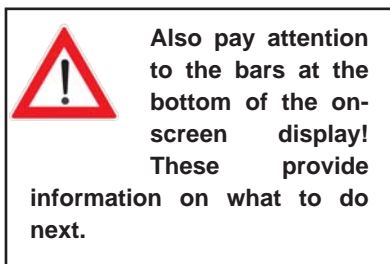 Also pay attention
to the bars at the
bottom of the on-
screen display!
These provide
information on what to do
next.